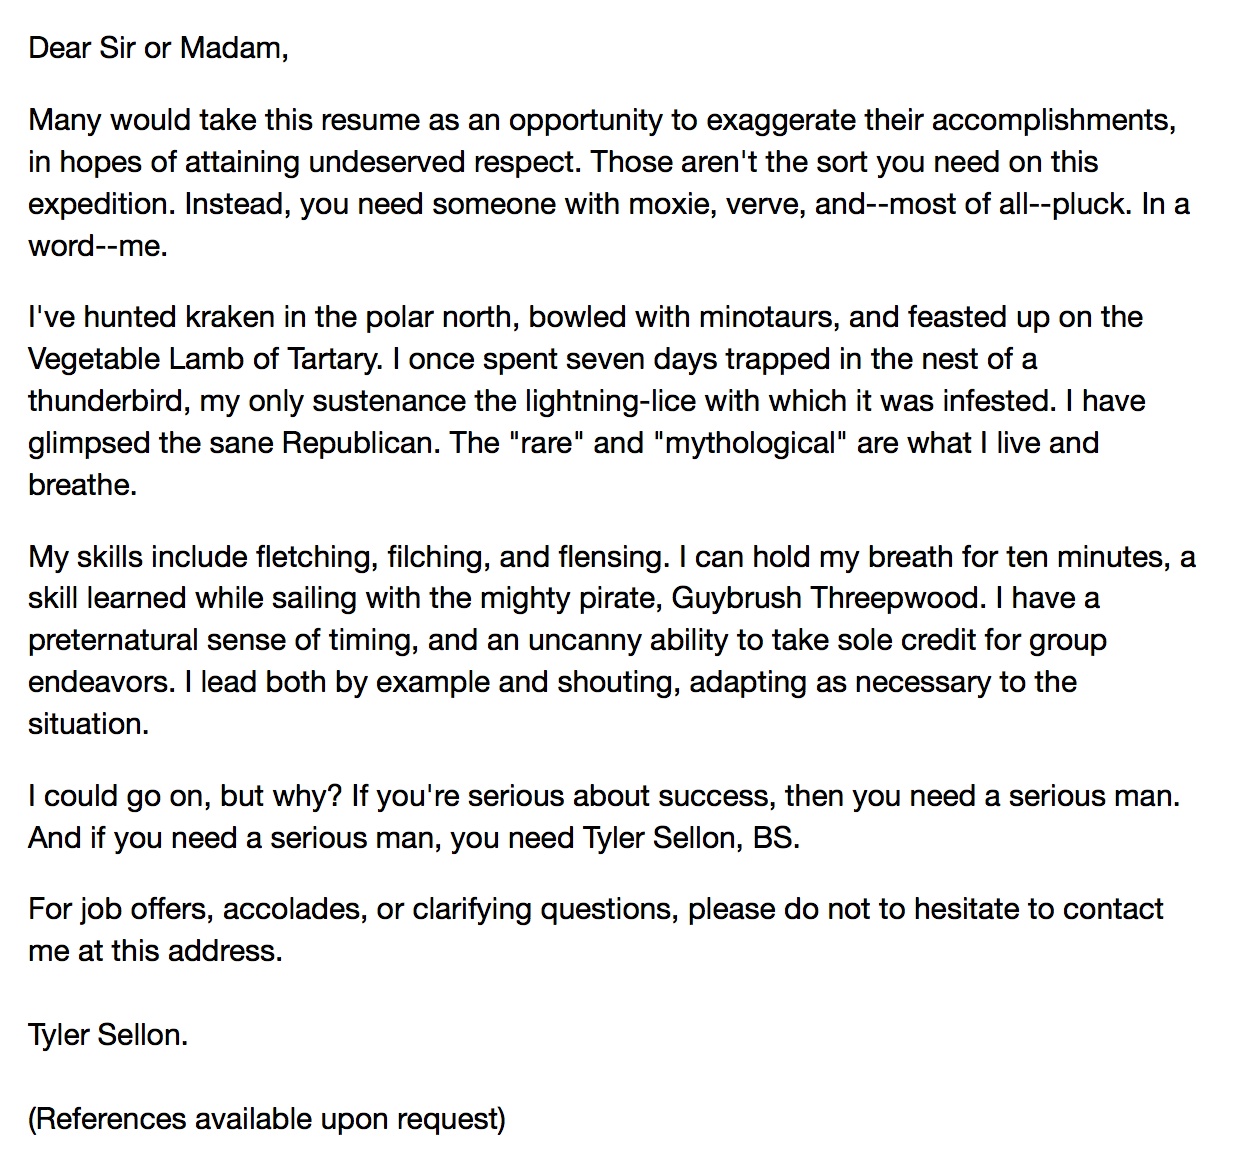 Dear Sir or Madam,
Many would take this resume as an opportunity to exaggerate their accomplishments,
in hopes of attaining undeserved respect. Those aren't the sort you need on this
expedition. Instead, you need someone with moxie, verve, and--most of all--pluck. In a
word--me.
I've hunted kraken in the polar north, bowled with minotaurs, and feasted up on the
Vegetable Lamb of Tartary. I once spent seven days trapped in the nest of a
thunderbird, my only sustenance the lightning-lice with which it was infested. I have
glimpsed the sane Republican. The "rare" and "mythological" are what I live and
breathe.
My skills include fletching, filching, and flensing. I can hold my breath for ten minutes, a
skill learned while sailing with the mighty pirate, Guybrush Threepwood. I have a
preternatural sense of timing, and an uncanny ability to take sole credit for group
endeavors. I lead both by example and shouting, adapting as necessary to the
situation.
I could go on, but why? If you're serious about success, then you need a serious man.
And if you need a serious man, you need Tyler Sellon, BS.
For job offers, accolades, or clarifying questions, please do not to hesitate to contact
me at this address.
Tyler Sellon.
(References available upon request)